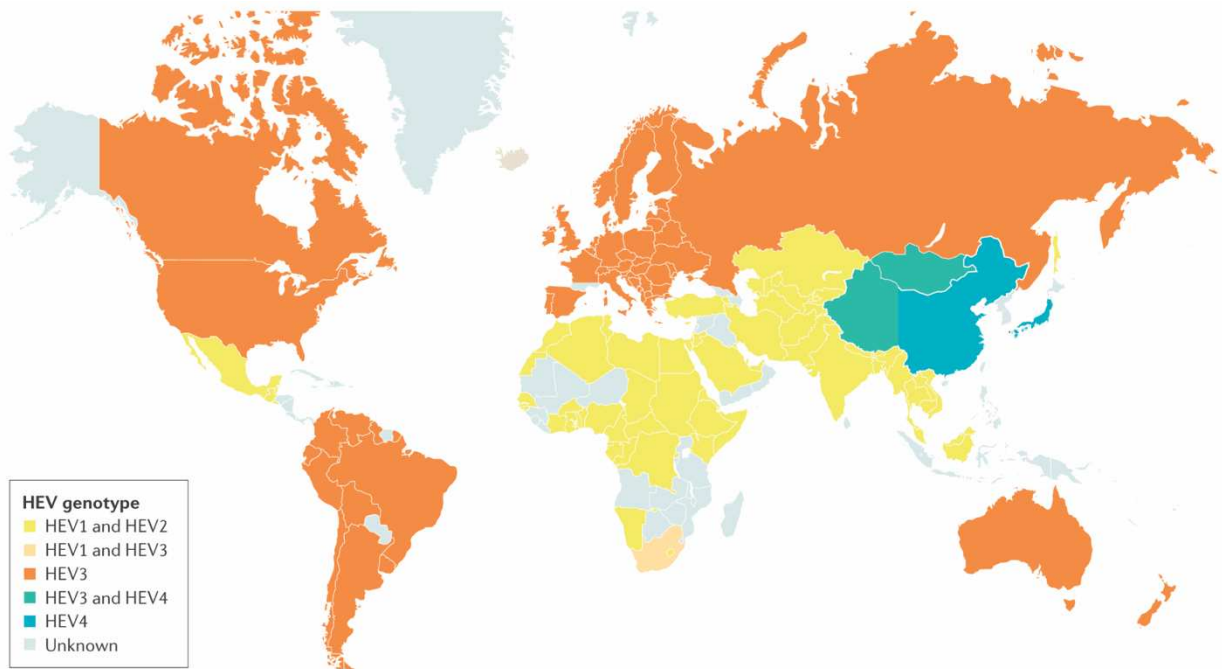 HEV genotype
HEV1 and HEV2
HEV1 and HEV3
HEV3
HEV3 and HEV4
HEV4
Unknown